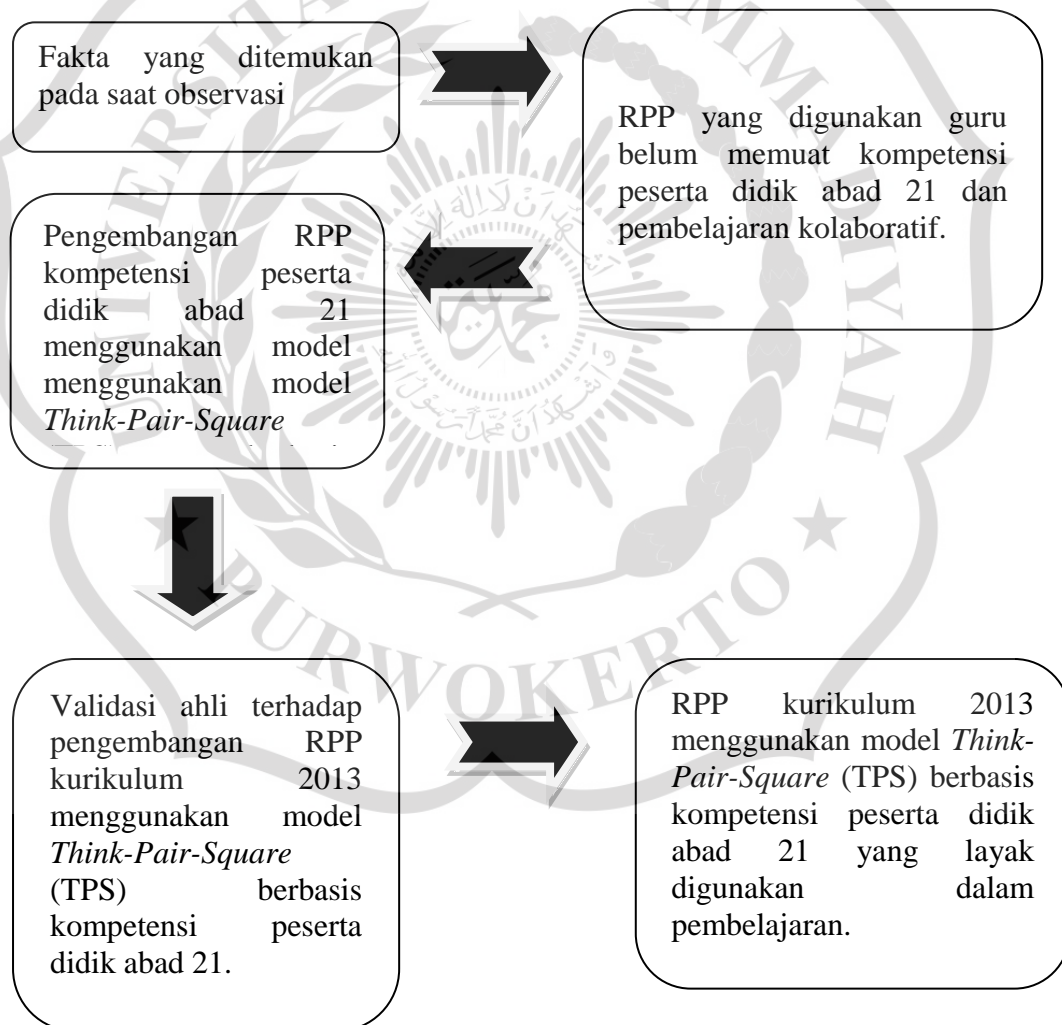 Fakta yang ditemukan
pada saat observasi
RPP yang digunakan guru
belum memuat kompetensi
peserta didik abad 21 dan
pembelajaran kolaboratif.
Pengembangan RPP
kompetensi peserta
didik abad 21
menggunakan model
menggunakan model
Think-Pair-Square
Validasi ahli terhadap
pengembangan RPP
kurikulum 2013
menggunakan model
Think-Pair-Square
(TPS) berbasis
kompetensi peserta
didik abad 21.
RPP kurikulum 2013
menggunakan model Think-
Pair-Square (TPS) berbasis
kompetensi peserta didik
abad 21 yang layak
digunakan dalam
pembelajaran.
PURWOKERTO